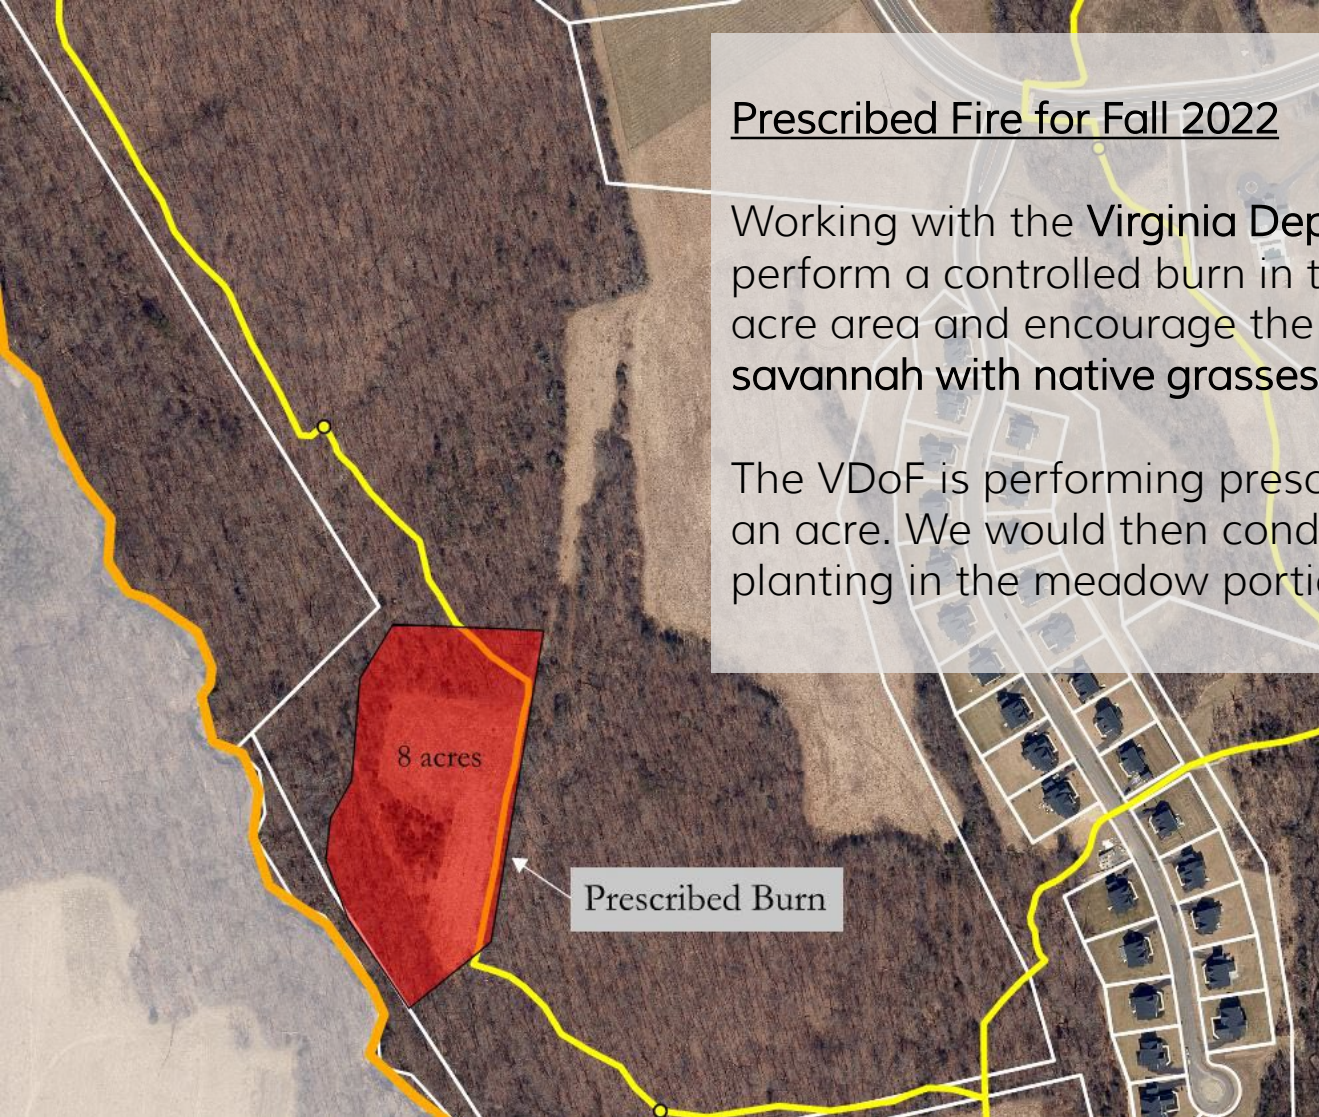 Prescribed Fire for Fall 2022
Working with the Virginia Dep
perform a controlled burn in t
acre area and encourage the
savannah with native grasses
The VDoF is performing presc
an acre. We would then cond
planting in the meadow portic
8 acres
Prescribed Burn